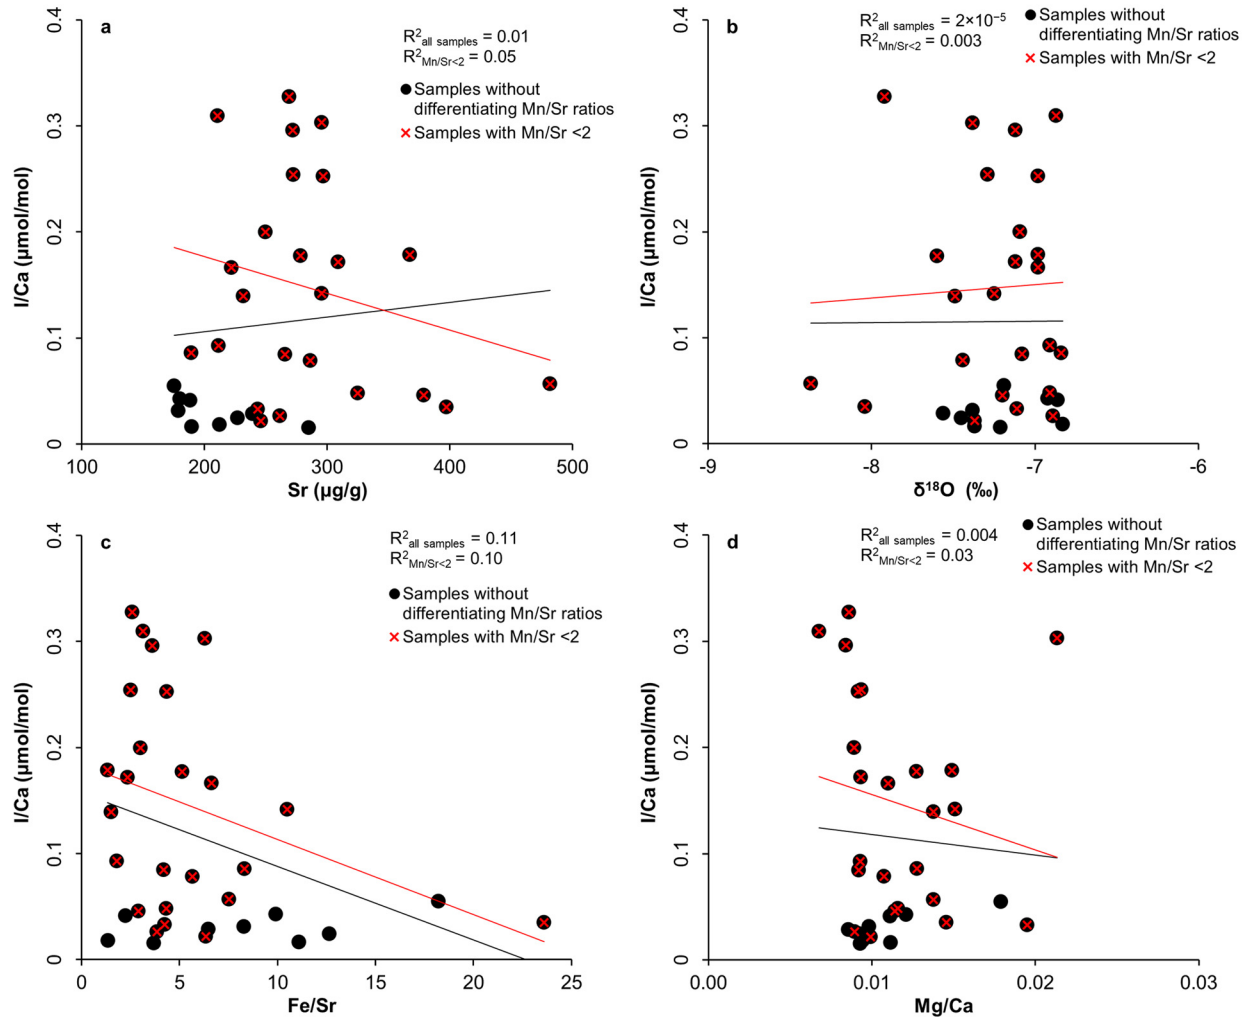 a
R²all samples = 0.01
R²Mn/Sr<2 = 0.05
Samples without
differentiating Mn/Sr ratios
Samples with Mn/Sr <2
I/Ca (µmol/mol)
0.4
0.3
0.2
0.1
0
100
200
300
400
500
Sr (µg/g)
b
R²all samples = 2×10⁻⁵
R²Mn/Sr<2 = 0.003
Samples without
differentiating Mn/Sr ratios
Samples with Mn/Sr <2
I/Ca (µmol/mol)
0.4
0.3
0.2
0.1
0
-9
-8
-7
-6
δ¹⁸O (‰)
c
R²all samples = 0.11
R²Mn/Sr<2 = 0.10
Samples without
differentiating Mn/Sr ratios
Samples with Mn/Sr <2
I/Ca (µmol/mol)
0.4
0.3
0.2
0.1
0
0
5
10
15
20
25
Fe/Sr
d
R²all samples = 0.004
R²Mn/Sr<2 = 0.03
Samples without
differentiating Mn/Sr ratios
Samples with Mn/Sr <2
I/Ca (µmol/mol)
0.4
0.3
0.2
0.1
0
0.00
0.01
0.02
0.03
Mg/Ca